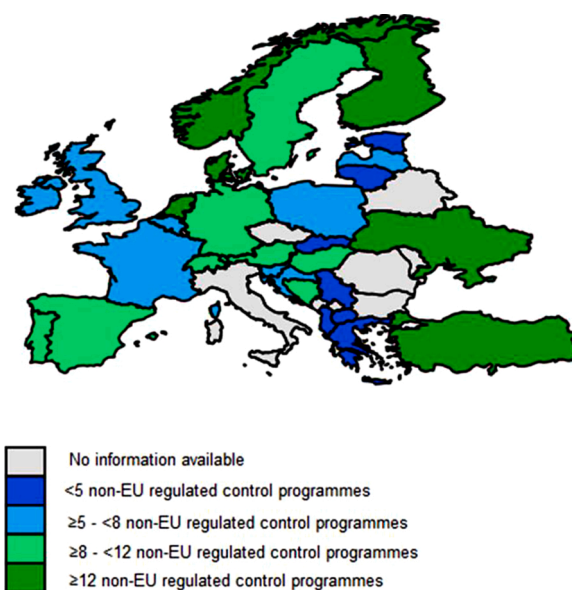 No information available
<5 non-EU regulated control programmes
≥5 - <8 non-EU regulated control programmes
≥8 - <12 non-EU regulated control programmes
≥12 non-EU regulated control programmes